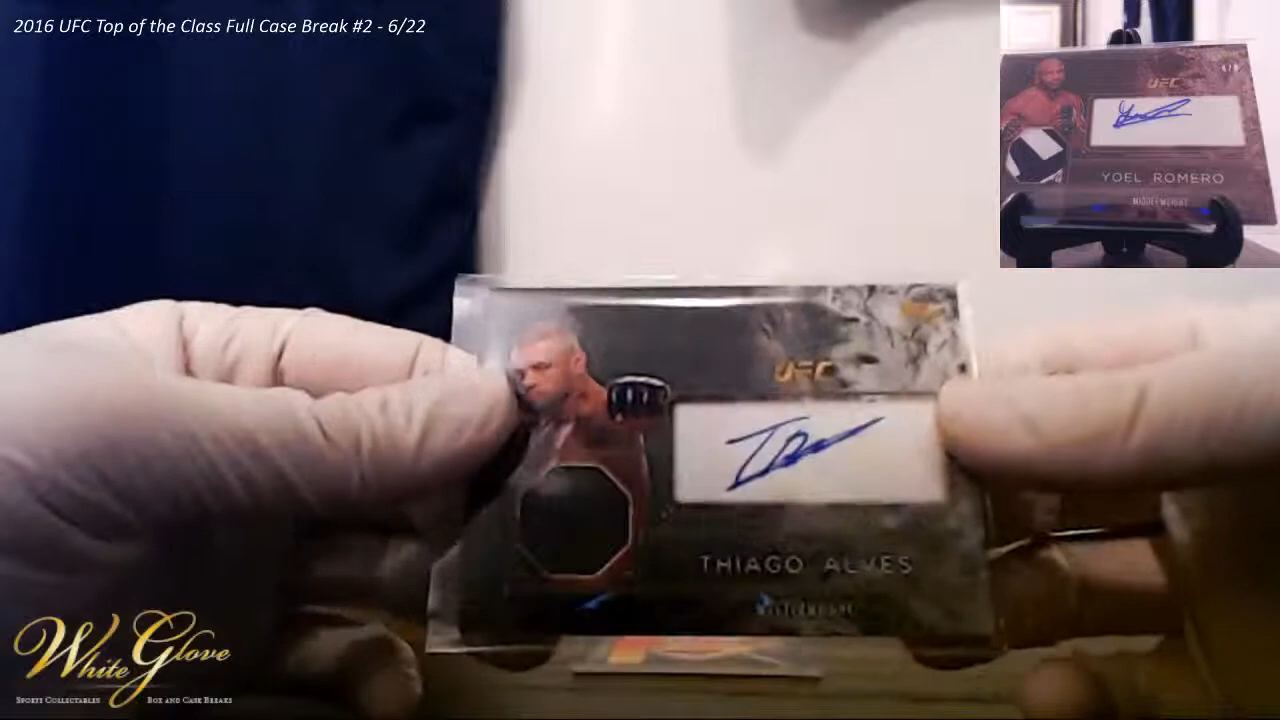 2016 UFC Top of the Class Full Case Break #2 - 6/22
UFC
YOEL ROMERO
MIDDLEWEIGHT
UFC
THIAGO ALVES
WELTERWEIGHT
White Glove
SPORTS COLLECTABLES BOX AND CASE BREAKS